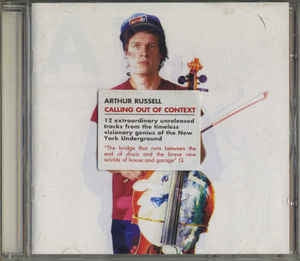 ARTHUR RUSSELL
CALLING OUT OF CONTEXT
12 extraordinary unreleased
tracks from the timeless
visionary genius of the New
York Underground
"The bridge that runs between the
end of disco and the brave new
worlds of house and garage"